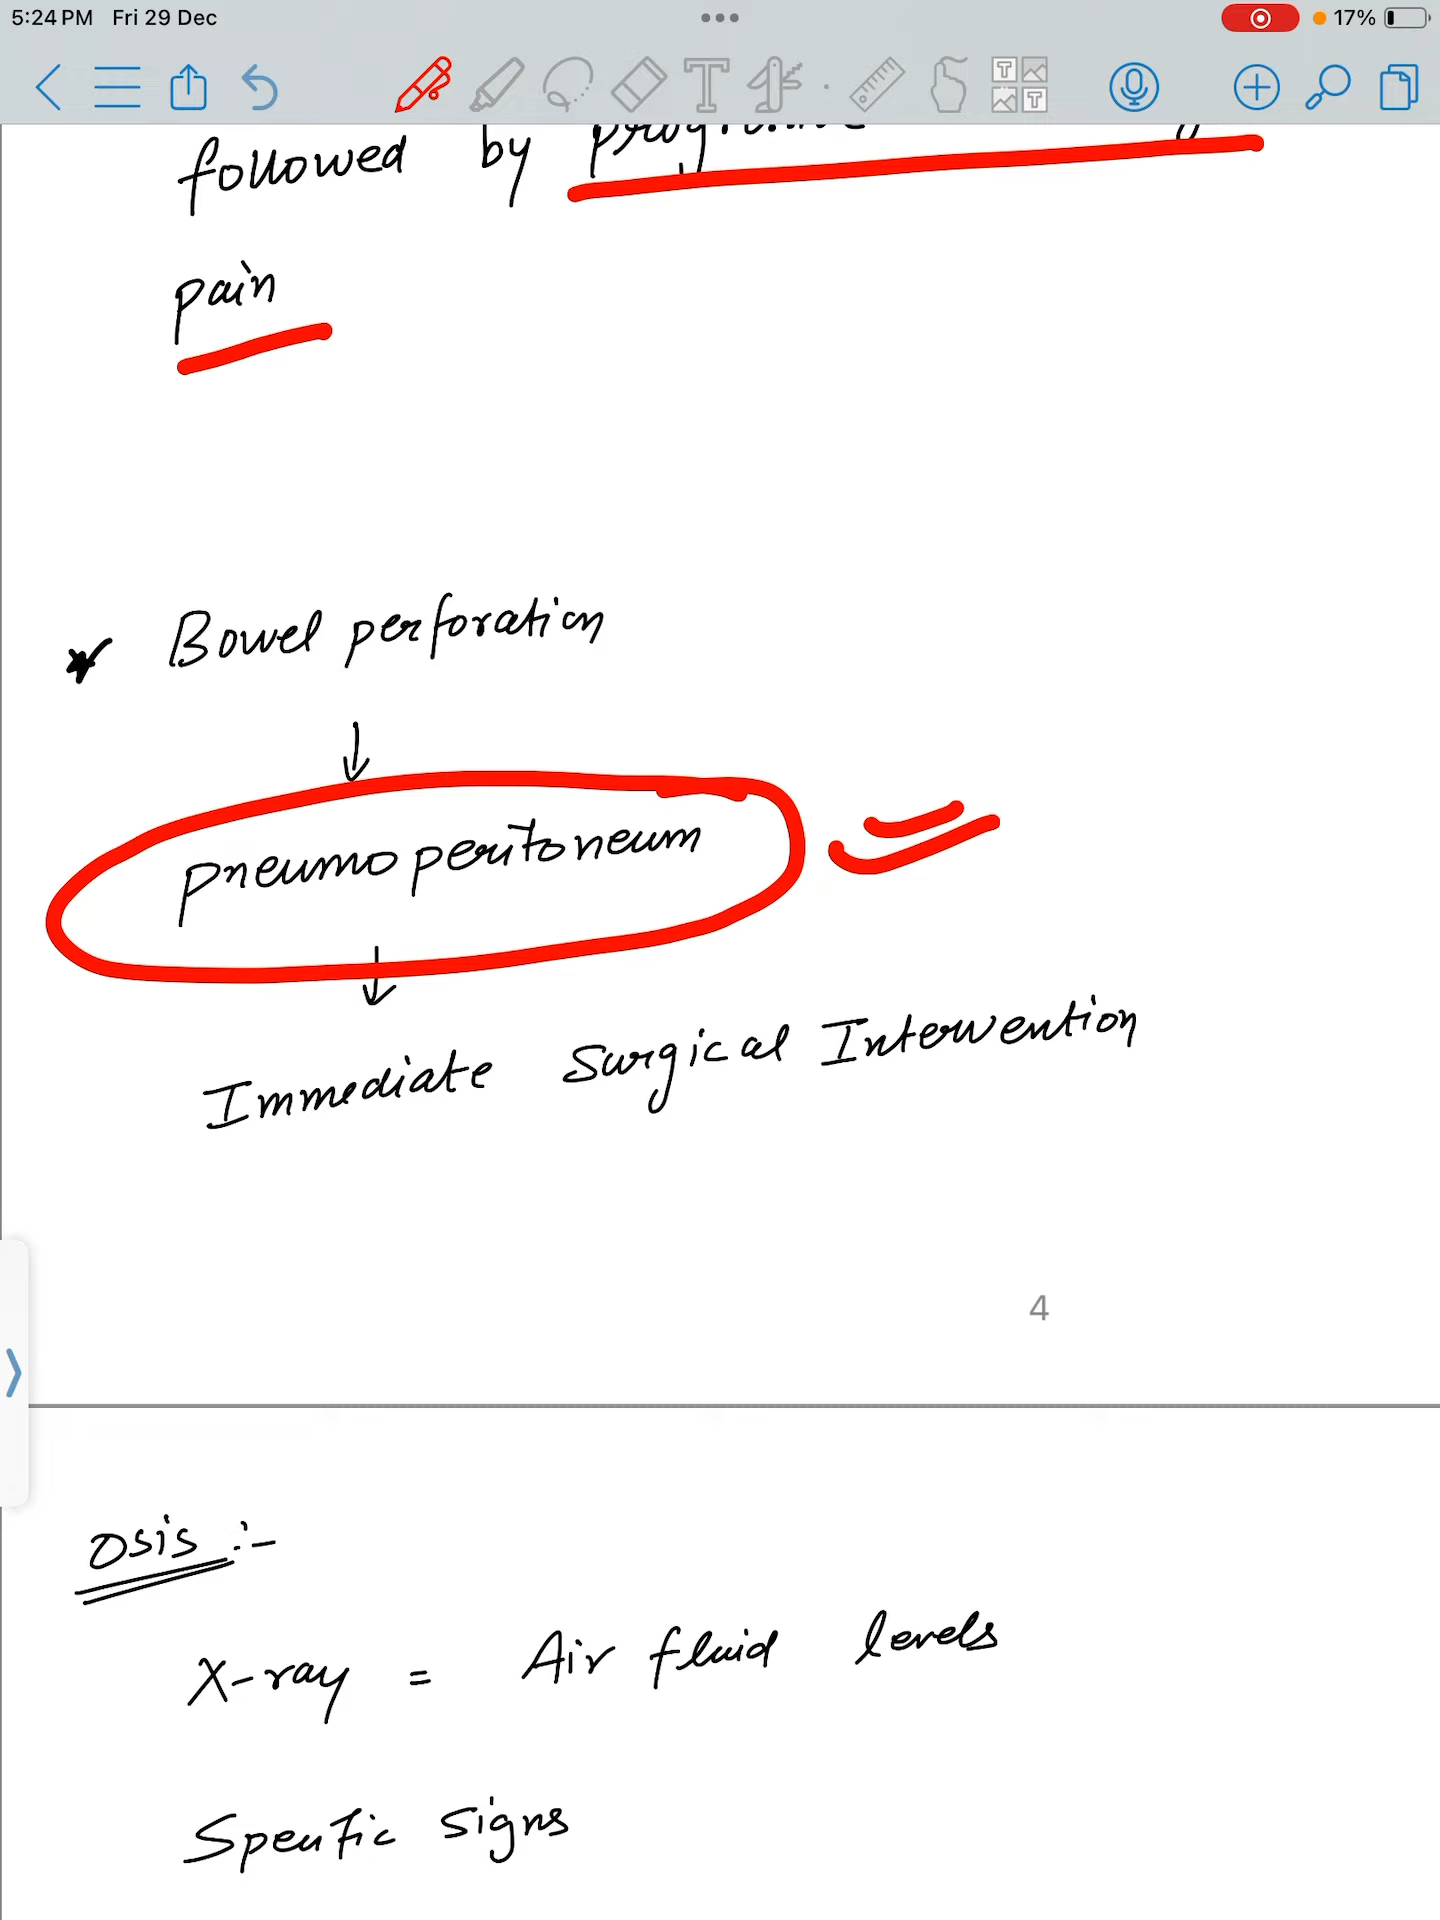 5:24 PM Fri 29 Dec
17%
followed by
pain
Bowel perforation
pneumoperitoneum
Immediate Surgical Intervention
4
osis :-
X-ray = Air fluid levels
Specific signs